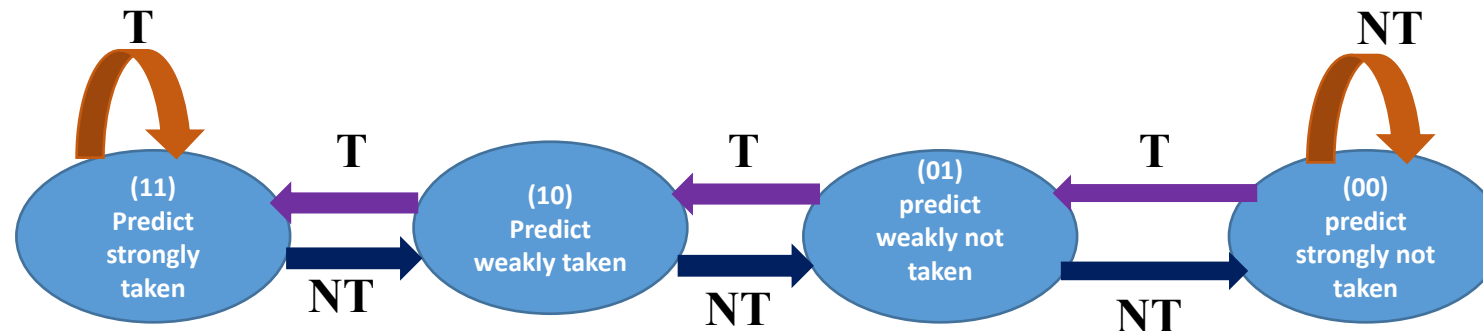 T
NT
T
T
T
(11)
Predict
strongly
taken
(10)
Predict
weakly taken
(01)
predict
weakly not
taken
(00)
predict
strongly not
taken
NT
NT
NT